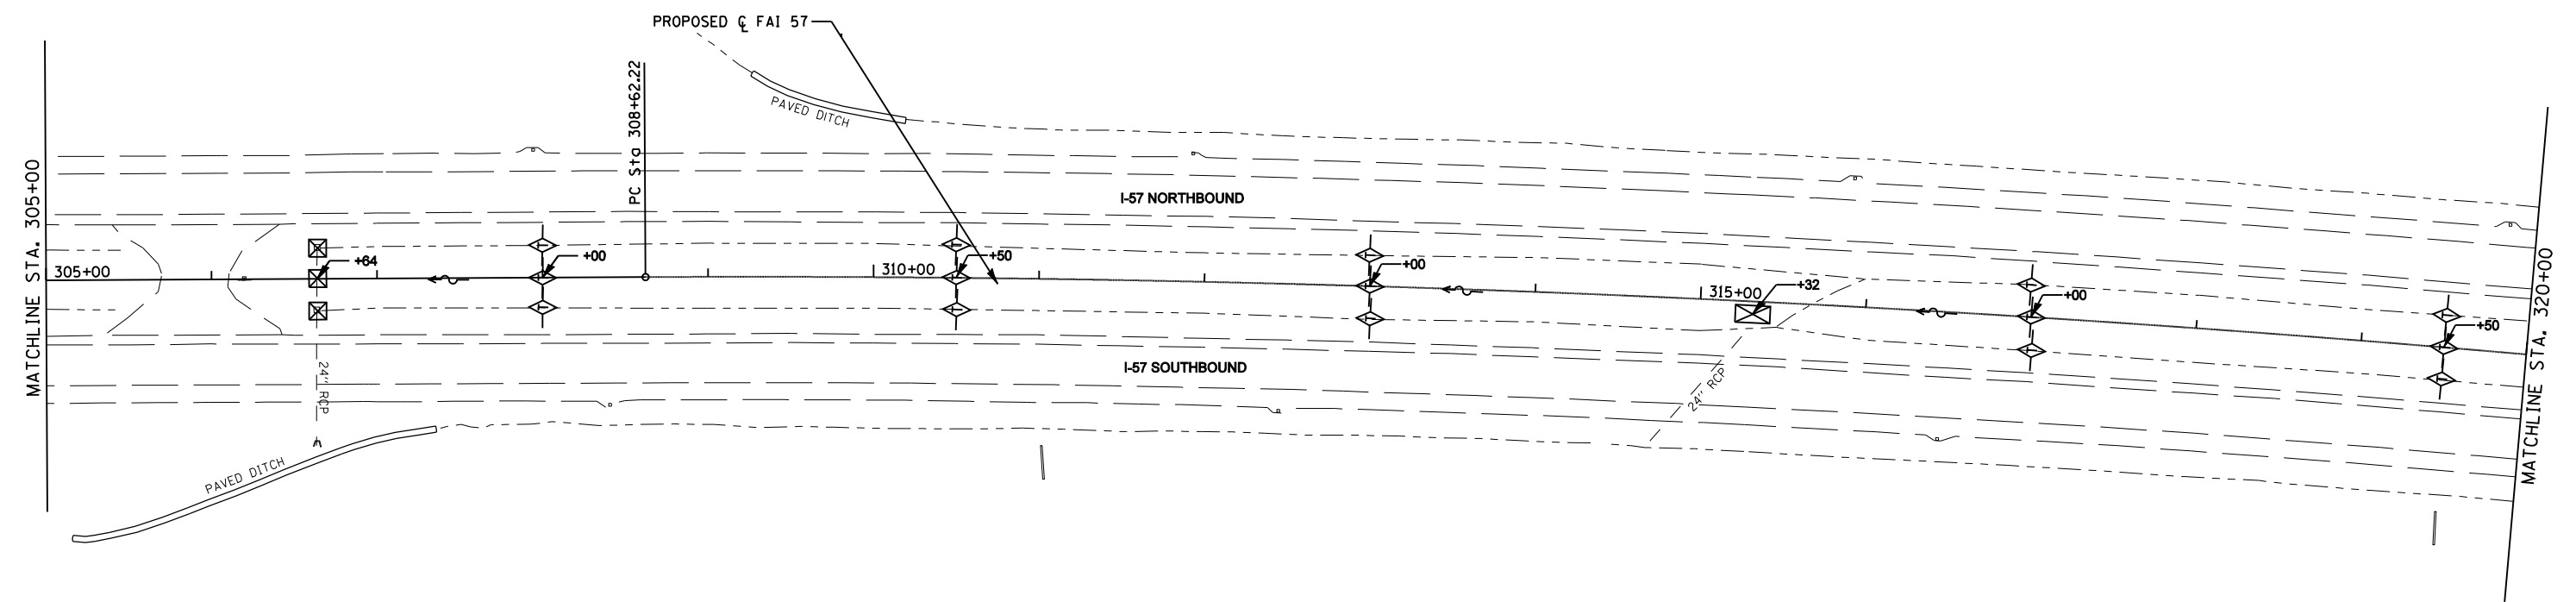 PROPOSED ℄ FAI 57
PC Sta 308+62.22
PAVED DITCH
MATCHLINE STA. 305+00
I-57 NORTHBOUND
305+00
+64
+00
310+00
+50
+00
315+00
+32
+00
+50
MATCHLINE STA. 320+00
I-57 SOUTHBOUND
24" RCP
24" RCP
PAVED DITCH